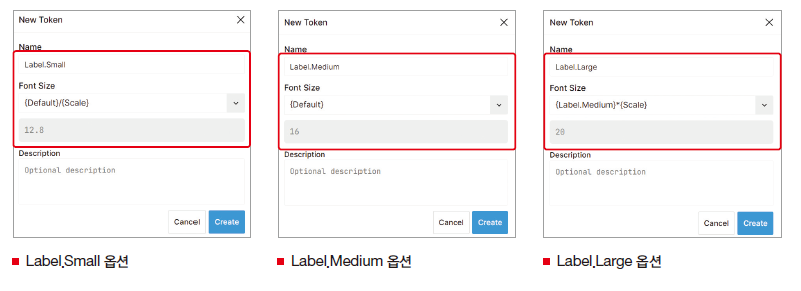 New Token
Name
Label.Small
Font Size
{Default}/{Scale}
12.8
Description
Optional description
Cancel Create
Label.Small 옵션
New Token
Name
Label.Medium
Font Size
{Default}
16
Description
Optional description
Cancel Create
Label.Medium 옵션
New Token
Name
Label.Large
Font Size
{Label.Medium}*{Scale}
20
Description
Optional description
Cancel Create
Label.Large 옵션